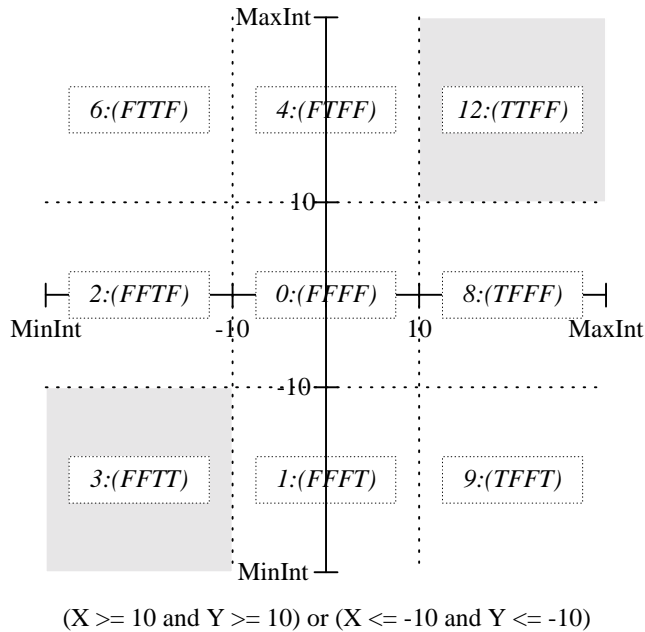 MaxInt
6:(FTTF) 4:(FTFF) 12:(TTFF)
10
2:(FFTF) 0:(FFFF) 8:(TFFF)
MinInt -10 10 MaxInt
-10
3:(FFTT) 1:(FFFT) 9:(TFFT)
MinInt
(X >= 10 and Y >= 10) or (X <= -10 and Y <= -10)